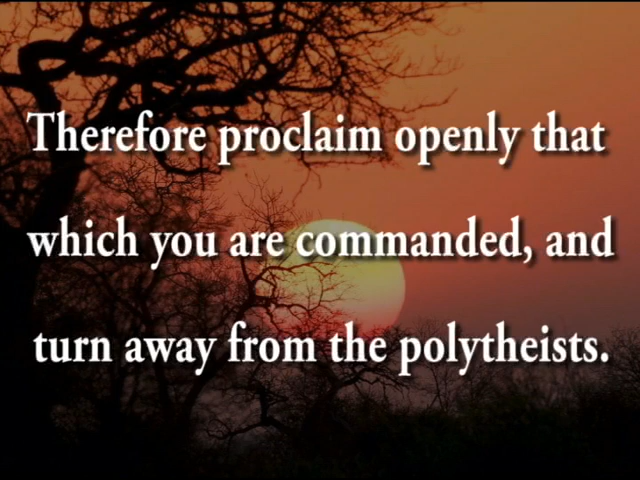 Therefore proclaim openly that
which you are commanded, and
turn away from the polytheists.